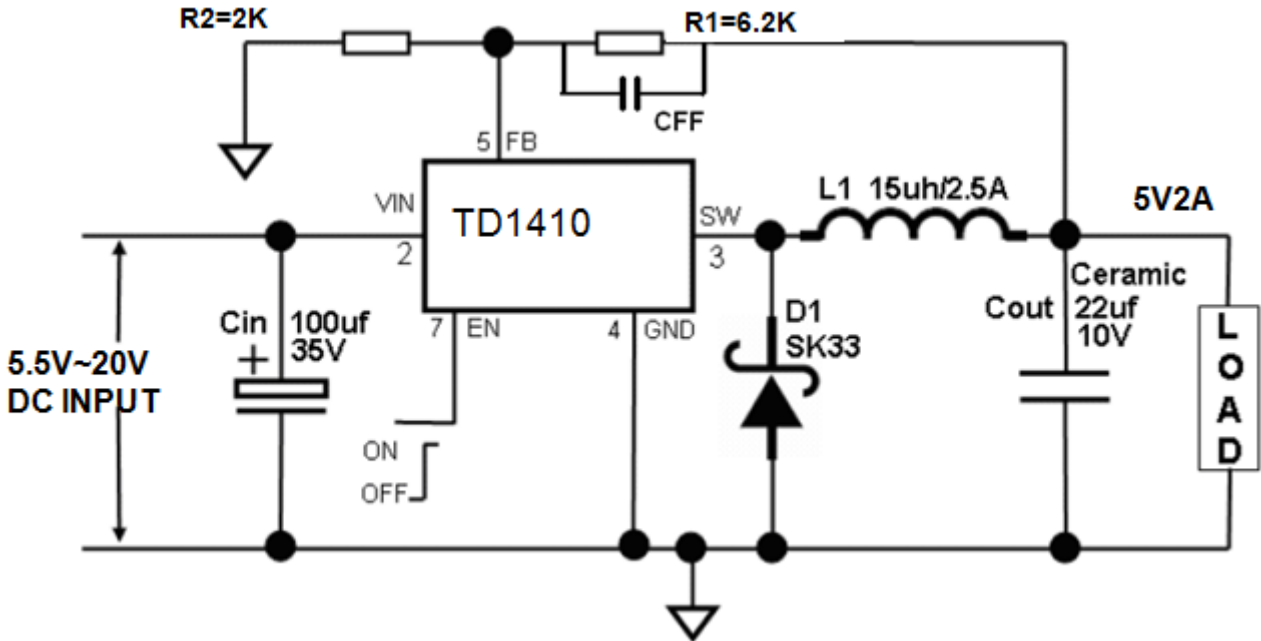 R2=2K
R1=6.2K
CFF
5 FB
VIN
2
TD1410
SW
3
L1 15uh/2.5A
5V2A
7 EN
4 GND
Cin 100uf
+ 35V
5.5V~20V
DC INPUT
ON
OFF
D1
SK33
Ceramic
Cout 22uf
10V
L
O
A
D